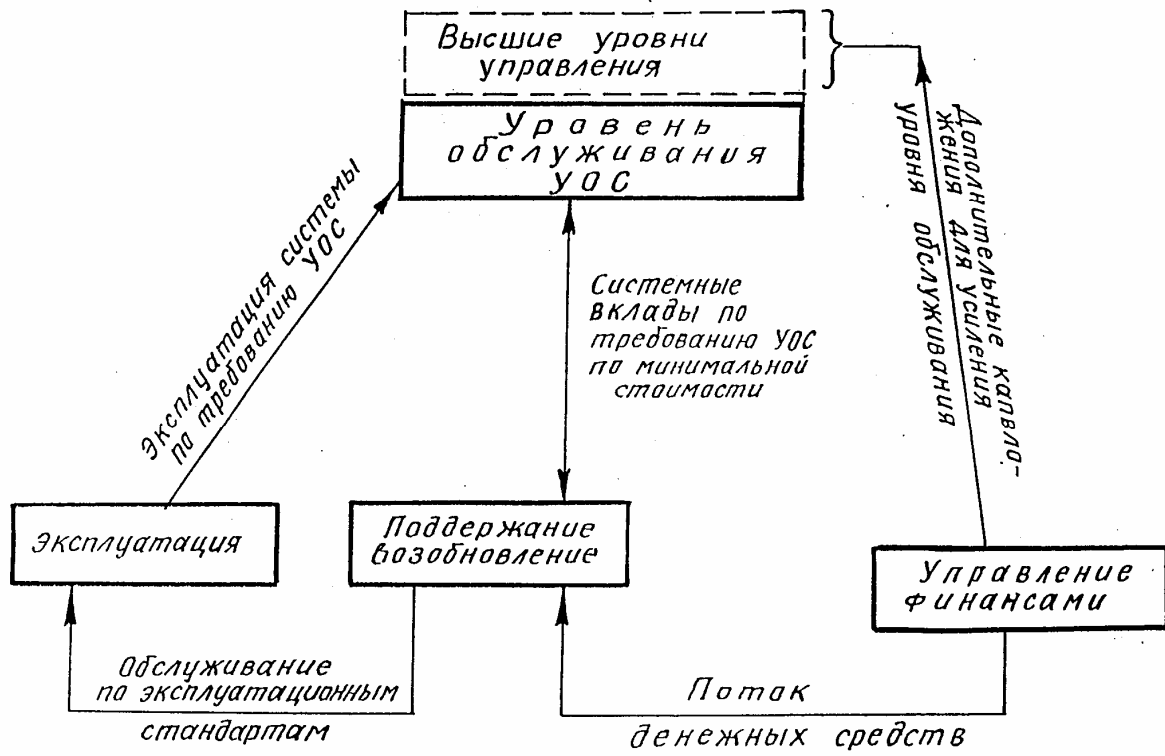 Высшие уровни
управления
Уровень
обслуживания
УОС
Эксплуатация системы
по требованию УОС
Системные
вклады по
требованию УОС
по минимальной
стоимости
Дополнительные капвло-
жения для усиления
уровня обслуживания
Эксплуатация
Поддержание
возобновление
Управление
финансами
Обслуживание
по эксплуатационным
стандартам
Поток
денежных средств